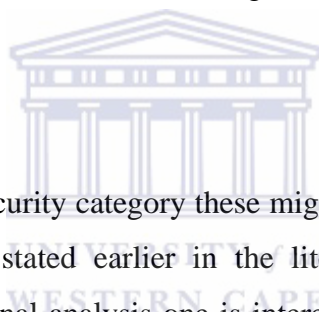 curity category these mig
UNIVERSITY of
stated earlier in the lit
WESTERN CAPE
nal analysis one is inter